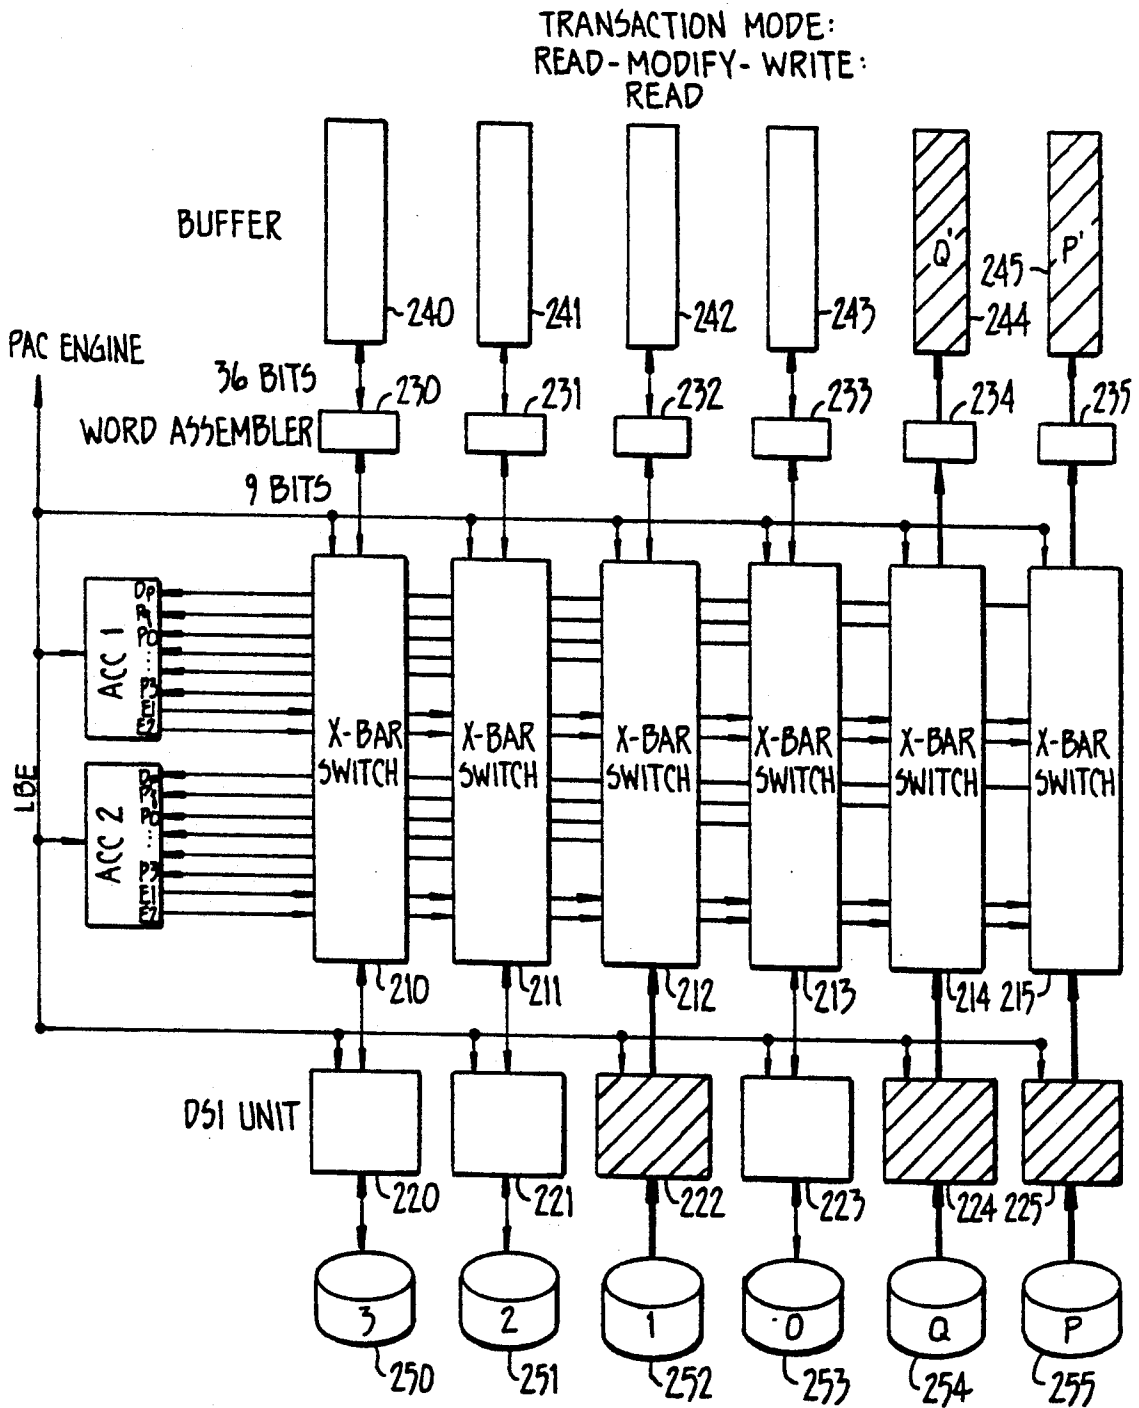 TRANSACTION MODE:
READ-MODIFY-WRITE:
READ
BUFFER
Q'
P'
240
241
242
243
244
245
PAC ENGINE
36 BITS
230
231
232
233
234
235
WORD ASSEMBLER
9 BITS
ACC 1
DP
Pq
P0
...
P3
E1
E2
X-BAR SWITCH
X-BAR SWITCH
X-BAR SWITCH
X-BAR SWITCH
X-BAR SWITCH
X-BAR SWITCH
LBE
ACC 2
DP
Pq
P0
...
P3
E1
E2
210
211
212
213
214
215
DSI UNIT
220
221
222
223
224
225
3
2
1
0
Q
P
250
251
252
253
254
255